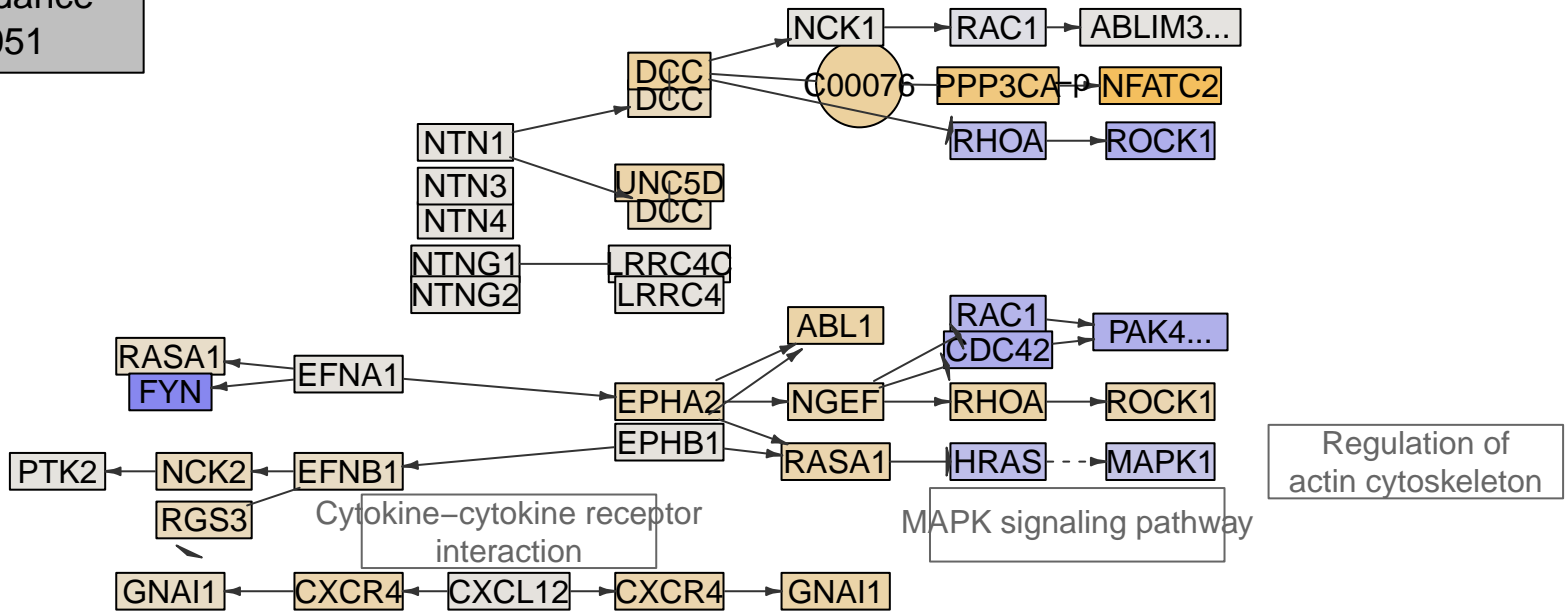 951
NCK1
RAC1
ABLIM3...
DCC
DCC
C00076
PPP3CA
−p
NFATC2
RHOA
ROCK1
NTN1
NTN3
NTN4
UNC5D
DCC
NTNG1
NTNG2
LRRC4C
LRRC4
ABL1
RAC1
CDC42
PAK4...
RASA1
FYN
EFNA1
EPHA2
EPHB1
NGEF
RHOA
ROCK1
PTK2
NCK2
EFNB1
RASA1
HRAS
MAPK1
RGS3
Regulation of
actin cytoskeleton
Cytokine−cytokine receptor
interaction
MAPK signaling pathway
GNAI1
CXCR4
CXCL12
CXCR4
GNAI1